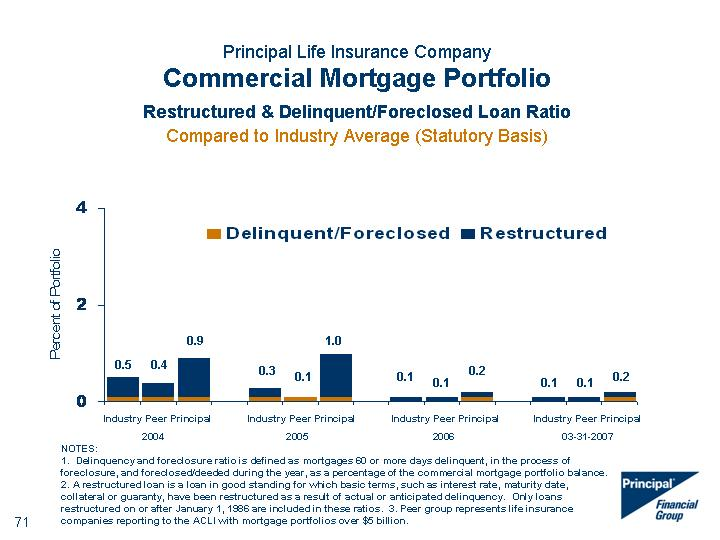 Principal Life Insurance Company
Commercial Mortgage Portfolio
Restructured & Delinquent/Foreclosed Loan Ratio
Compared to Industry Average (Statutory Basis)
Percent of Portfolio
4
2
0
Delinquent/Foreclosed Restructured
0.5 0.4 0.9
0.3 0.1 1.0
0.1 0.1 0.2
0.1 0.1 0.2
Industry Peer Principal Industry Peer Principal Industry Peer Principal Industry Peer Principal
2004 2005 2006 03-31-2007
NOTES:
1. Delinquency and foreclosure ratio is defined as mortgages 60 or more days delinquent, in the process of
foreclosure, and foreclosed/deeded during the year, as a percentage of the commercial mortgage portfolio balance.
2. A restructured loan is a loan in good standing for which basic terms, such as interest rate, maturity date,
collateral or guaranty, have been restructured as a result of actual or anticipated delinquency. Only loans
restructured on or after January 1, 1986 are included in these ratios. 3. Peer group represents life insurance
companies reporting to the ACLI with mortgage portfolios over $5 billion.
71
Principal
Financial
Group